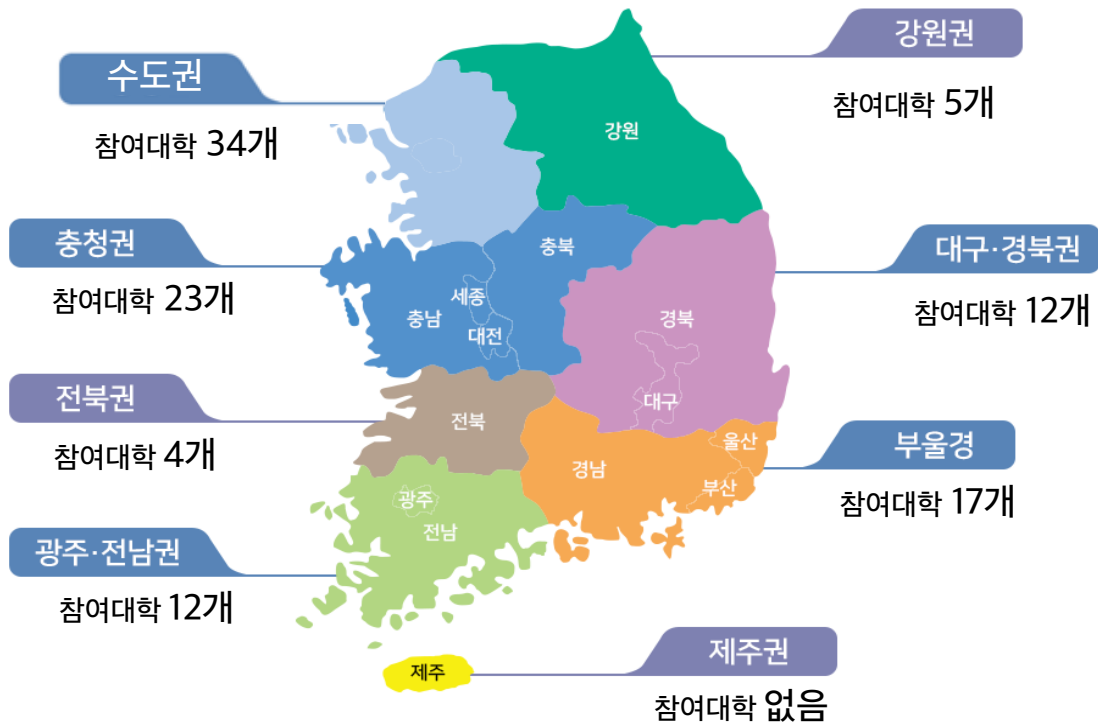 강원권
참여대학 5개
수도권
참여대학 34개
강원
충청권
참여대학 23개
충북
대구·경북권
참여대학 12개
세종
충남
대전
경북
대구
전북권
참여대학 4개
전북
울산
경남
부산
부울경
참여대학 17개
광주
전남
광주·전남권
참여대학 12개
제주
제주권
참여대학 없음